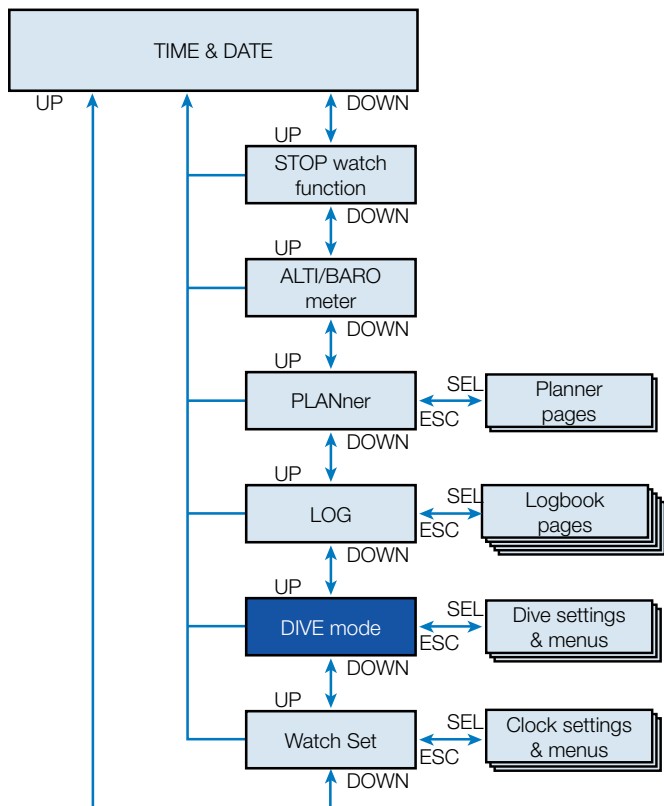 TIME & DATE
UP
DOWN
UP
STOP watch
function
DOWN
UP
ALTI/BARO
meter
DOWN
UP
PLANner
SEL
ESC
Planner
pages
DOWN
UP
LOG
SEL
ESC
Logbook
pages
DOWN
UP
DIVE mode
SEL
ESC
Dive settings
& menus
DOWN
UP
Watch Set
SEL
ESC
Clock settings
& menus
DOWN